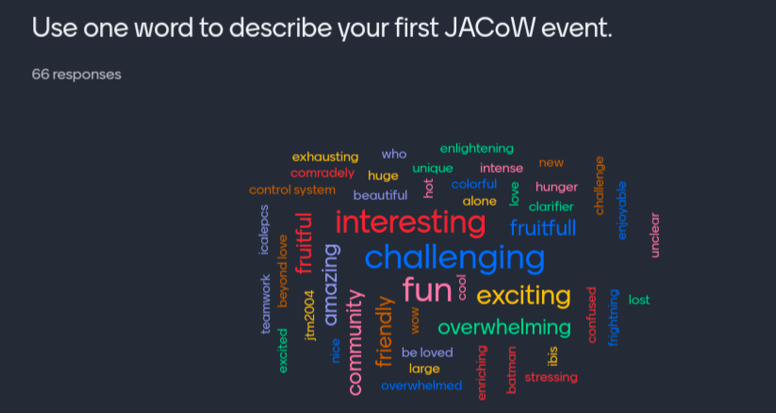 Use one word to describe your first JACoW event.
66 responses
enlightening
exhausting
who
new
unique
intense
comradely
huge
colorful
hunger
control system
beautiful
hot
alone
love
clarifier
challenge
enjoyable
icalepcs
fruitful
interesting
fruitfull
unclear
beyond love
amazing
challenging
teamwork
jtm2004
community
friendly
fun
cool
exciting
confused
frightning
lost
wow
overwhelming
excited
nice
be loved
large
overwhelmed
enriching
batman
ibis
stressing